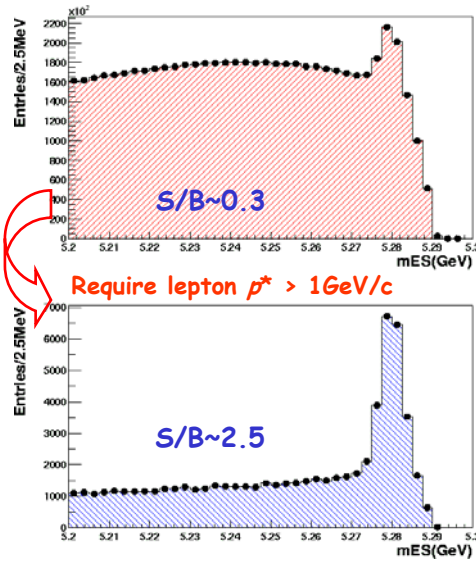 ×10²
Entries/2.5MeV
2200
2000
1800
1600
1400
1200
1000
800
600
400
200
0
S/B~0.3
5.2 5.21 5.22 5.23 5.24 5.25 5.26 5.27 5.28 5.29 5.
mES(GeV)
Require lepton p* > 1GeV/c
Entries/2.5MeV
7000
6000
5000
4000
3000
2000
1000
0
S/B~2.5
5.2 5.21 5.22 5.23 5.24 5.25 5.26 5.27 5.28 5.29 5.
mES(GeV)